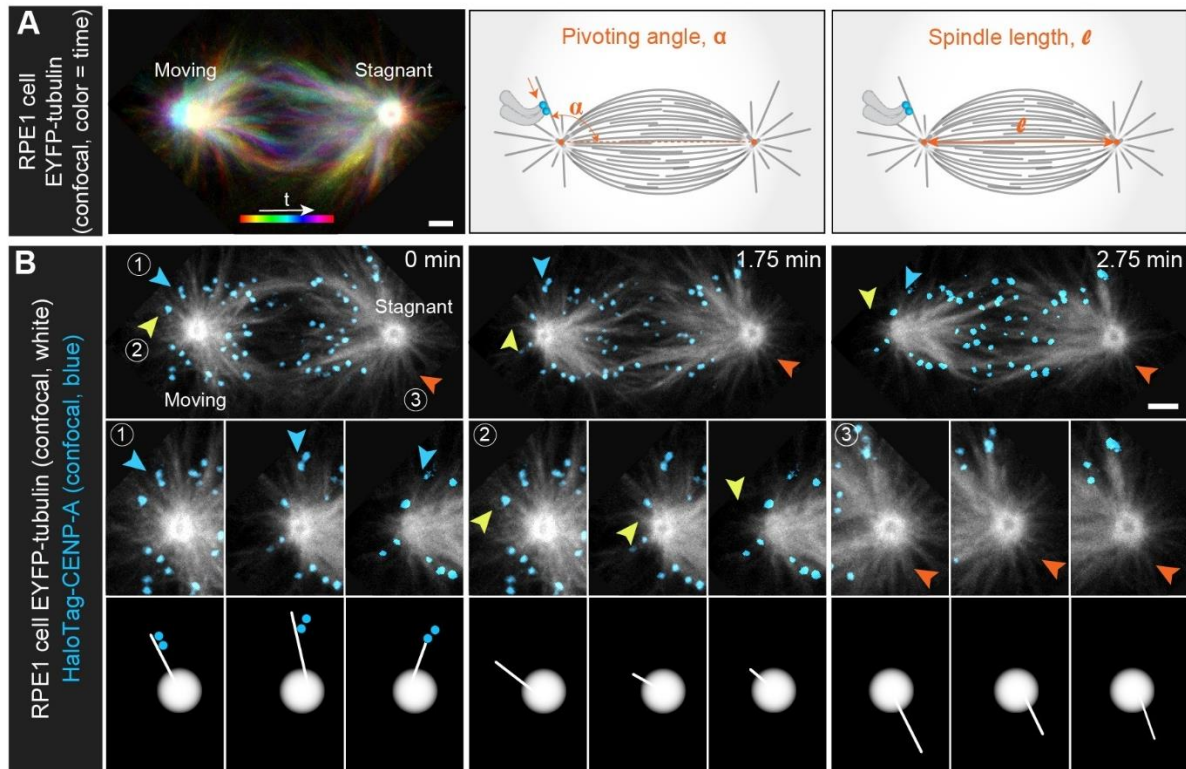 A
RPE1 cell
EYFP-tubulin
(confocal, color = time)
Moving
Stagnant
t
Pivoting angle, α
α
Spindle length, ℓ
ℓ
B
RPE1 cell EYFP-tubulin (confocal, white)
HaloTag-CENP-A (confocal, blue)
1
2
Moving
0 min
Stagnant
3
1.75 min
2.75 min
1
2
3